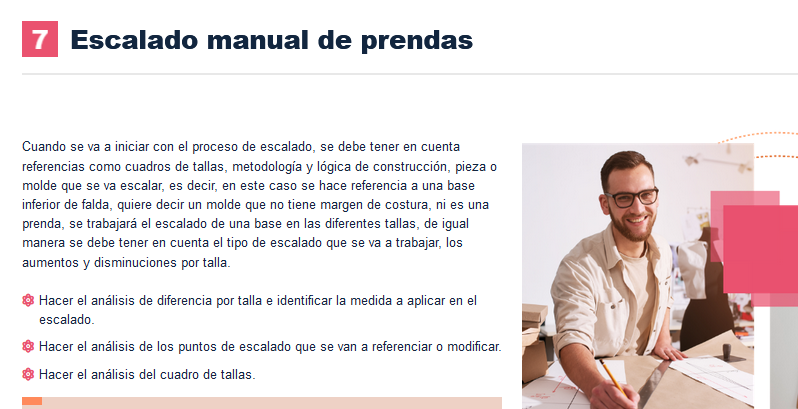 7 Escalado manual de prendas
Cuando se va a iniciar con el proceso de escalado, se debe tener en cuenta
referencias como cuadros de tallas, metodología y lógica de construcción, pieza o
molde que se va escalar, es decir, en este caso se hace referencia a una base
inferior de falda, quiere decir un molde que no tiene margen de costura, ni es una
prenda, se trabajará el escalado de una base en las diferentes tallas, de igual
manera se debe tener en cuenta el tipo de escalado que se va a trabajar, los
aumentos y disminuciones por talla.
Hacer el análisis de diferencia por talla e identificar la medida a aplicar en el
escalado.
Hacer el análisis de los puntos de escalado que se van a referenciar o modificar.
Hacer el análisis del cuadro de tallas.